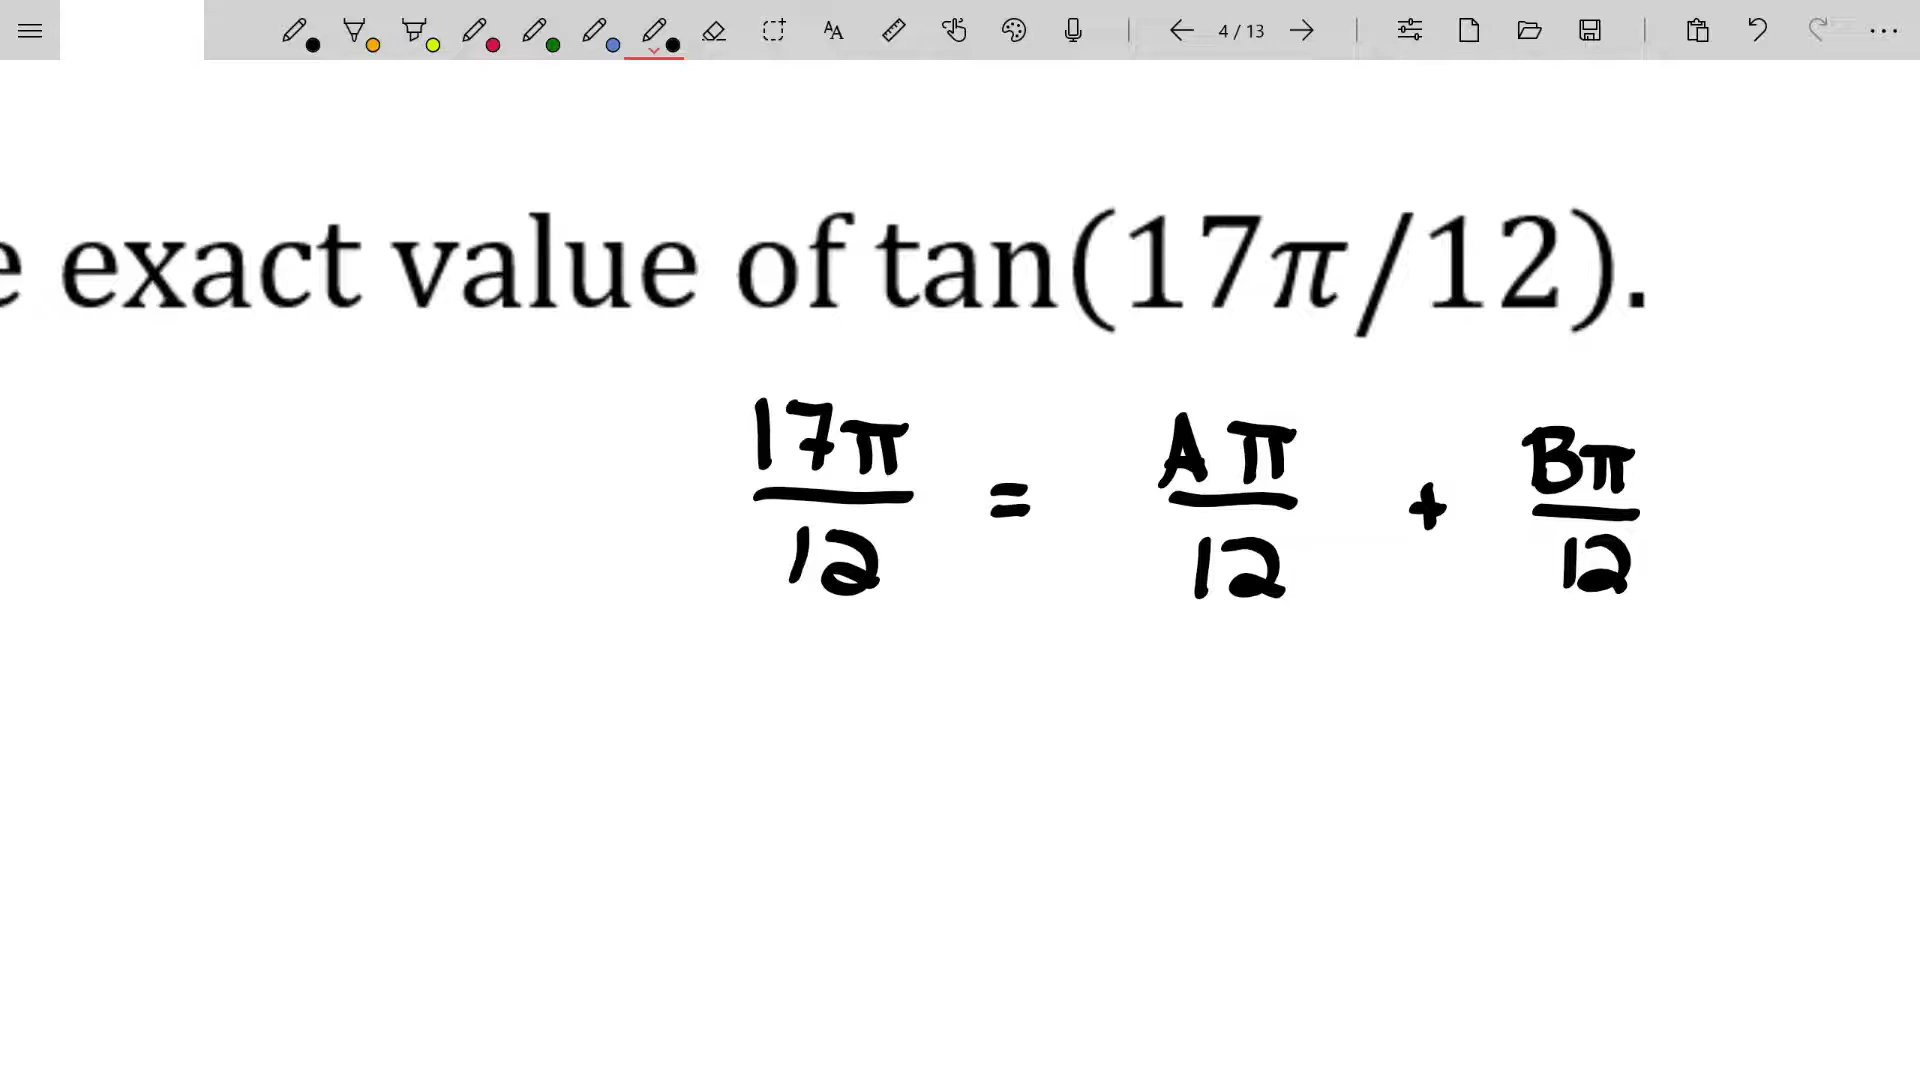 4 / 13
e exact value of tan(17π/12).
17π/12 = Aπ/12 + Bπ/12